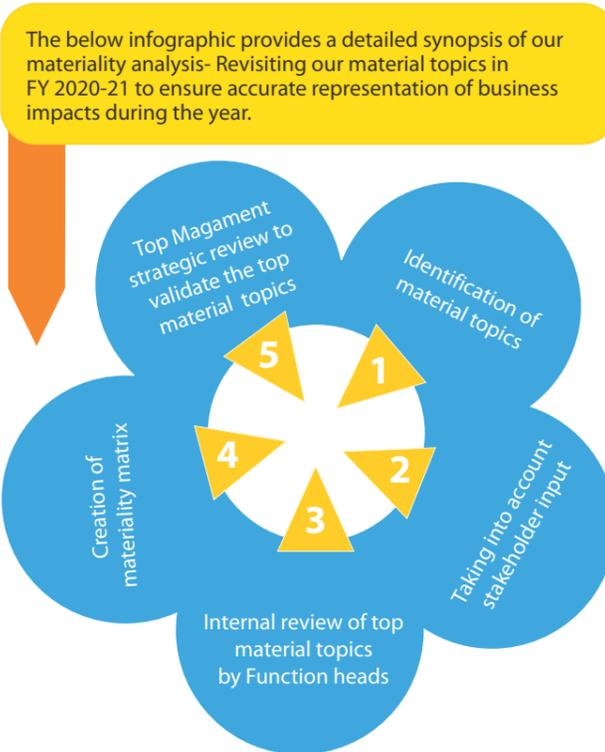 The below infographic provides a detailed synopsis of our
materiality analysis- Revisiting our material topics in
FY 2020-21 to ensure accurate representation of business
impacts during the year.
Top Magament
strategic review to
validate the top
material topics
Identification of
material topics
5
1
4
2
3
Creation of
materiality matrix
Taking into account
stakeholder input
Internal review of top
material topics
by Function heads